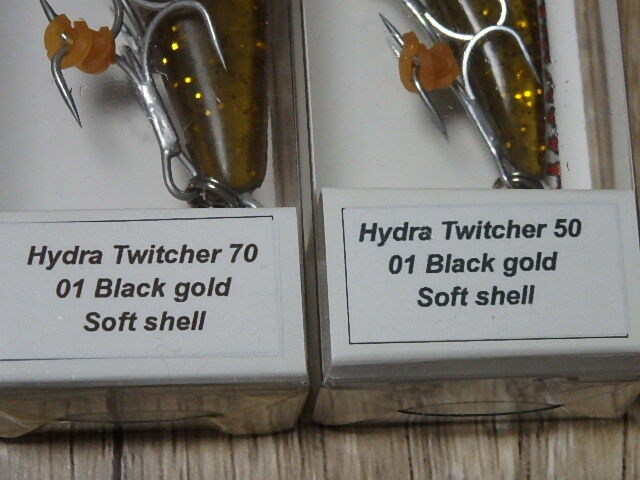 Hydra Twitcher 70
01 Black gold
Soft shell
Hydra Twitcher 50
01 Black gold
Soft shell